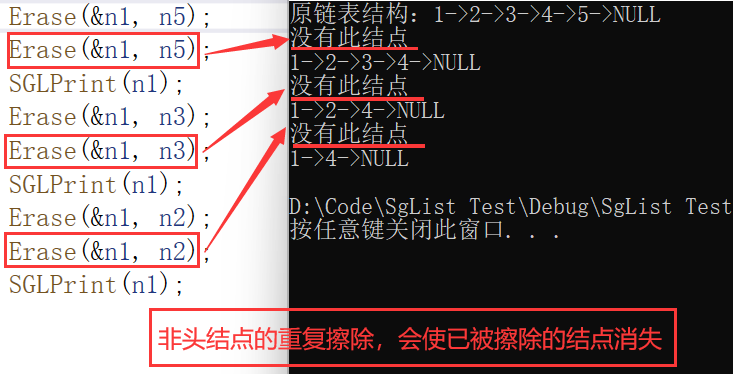 Erase(&n1, n5);
Erase(&n1, n5);
SGLPrint(n1);
Erase(&n1, n3);
Erase(&n1, n3);
SGLPrint(n1);
Erase(&n1, n2);
Erase(&n1, n2);
SGLPrint(n1);
原链表结构: 1->2->3->4->5->NULL
没有此结点
1->2->3->4->NULL
没有此结点
1->2->4->NULL
没有此结点
1->4->NULL
D:\Code\SgList Test\Debug\SgList Test
按任意键关闭此窗口. . .
非头结点的重复擦除，会使已被擦除的结点消失